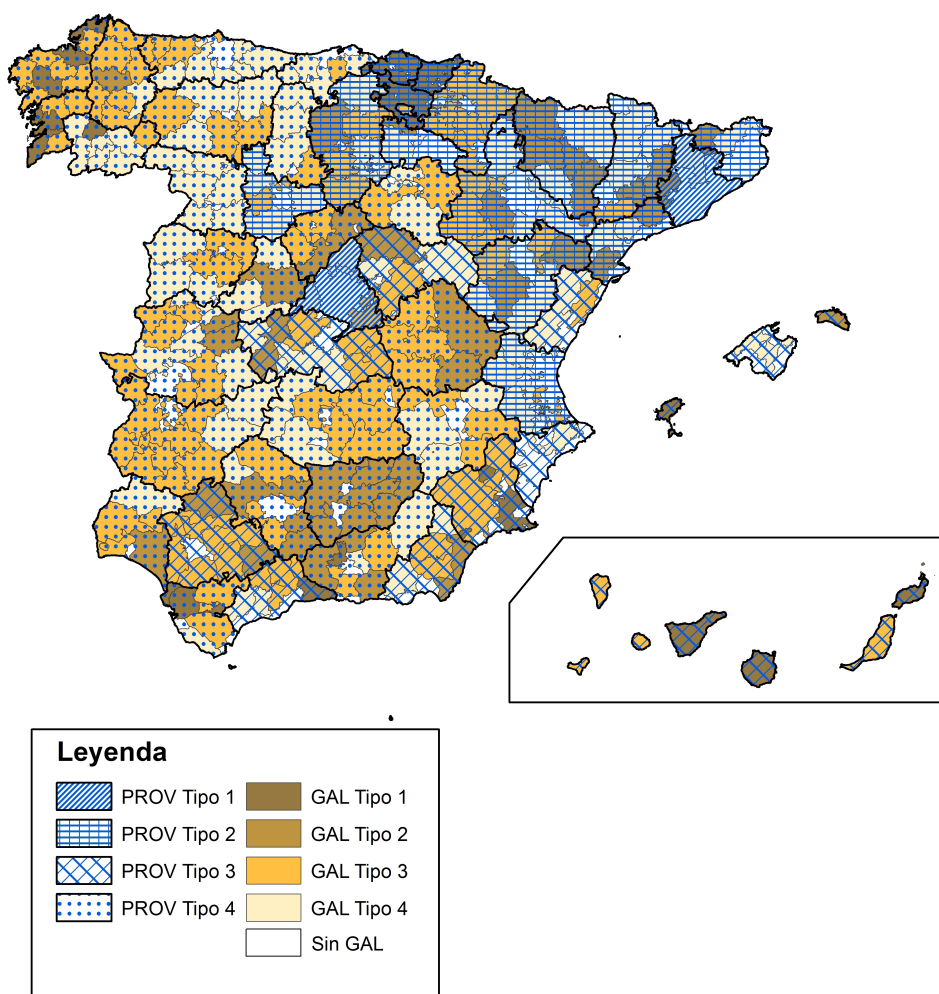 Leyenda
PROV Tipo 1
GAL Tipo 1
PROV Tipo 2
GAL Tipo 2
PROV Tipo 3
GAL Tipo 3
PROV Tipo 4
GAL Tipo 4
Sin GAL